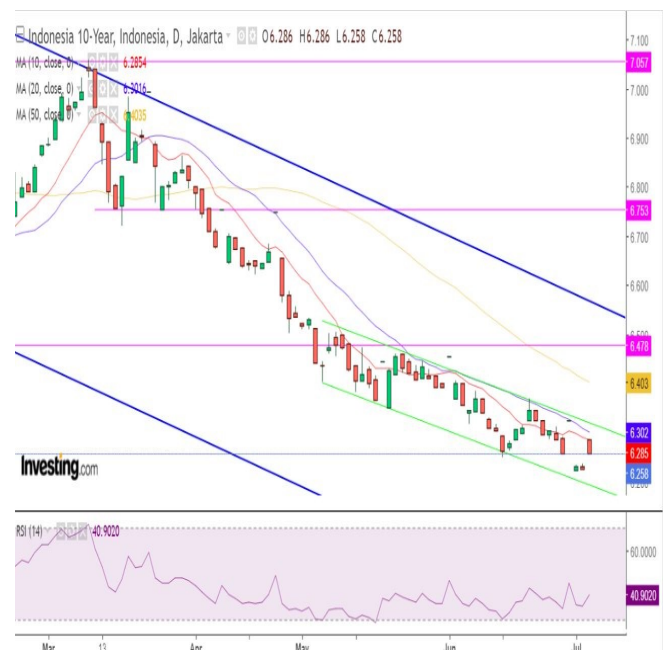 Indonesia 10-Year, Indonesia, D, Jakarta O6.286 H6.286 L6.258 C6.258
MA (10, close, 0) 6.2854
MA (20, close, 0) 6.3016
MA (50, close, 0) 6.4035
7.100
7.057
7.000
6.900
6.800
6.753
6.700
6.600
6.478
6.403
6.302
6.285
6.258
Investing.com
RSI (14) 40.9020
60.0000
40.9020
Mar 13 Apr May Jun Jul